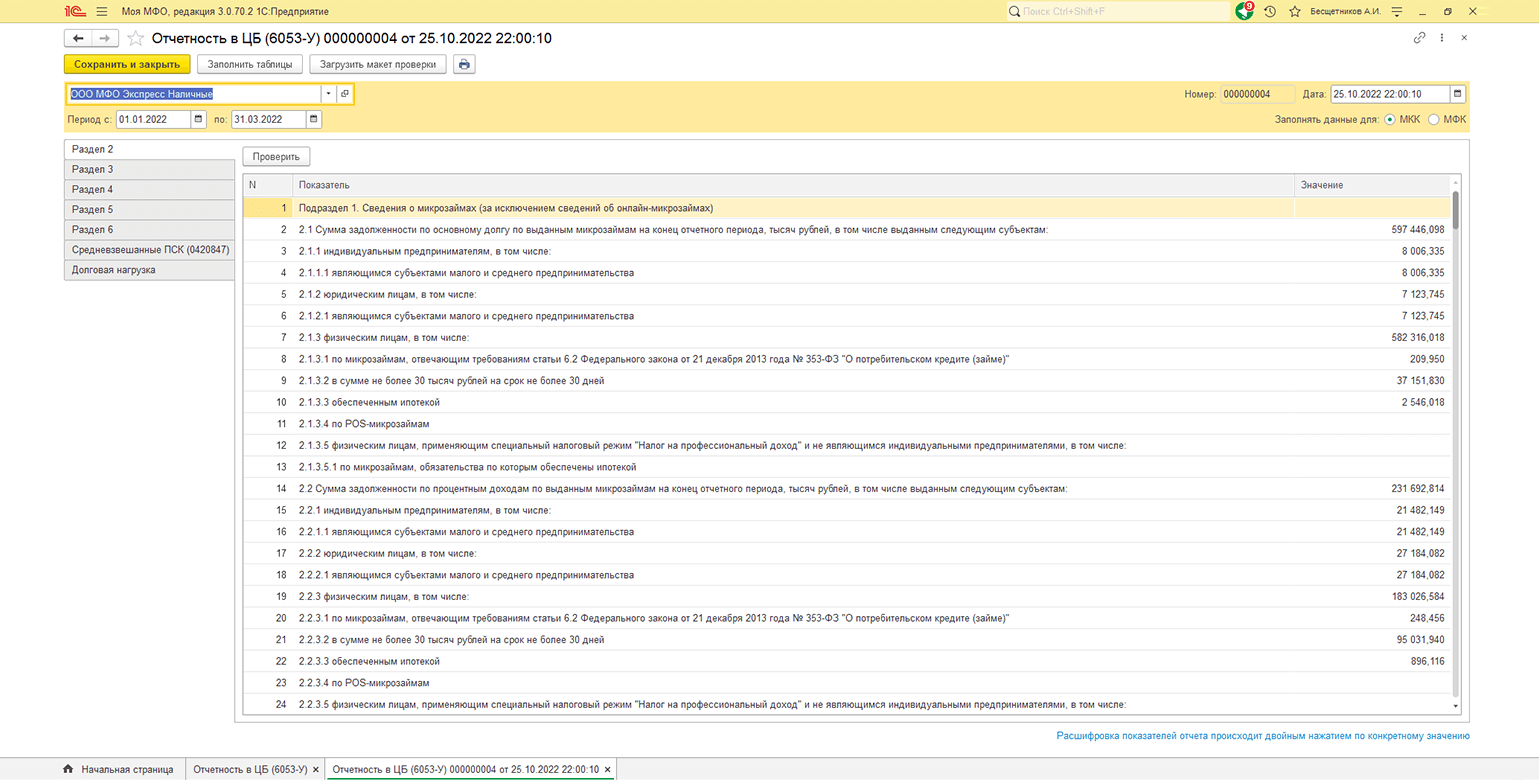 1С Моя МФО, редакция 3.0.70.2 1С:Предприятие Поиск Ctrl+Shift+F 9 Бесщетников А.И.
Отчетность в ЦБ (6053-У) 000000004 от 25.10.2022 22:00:10
Сохранить и закрыть Заполнить таблицы Загрузить макет проверки
ООО МФО Экспресс Наличные Номер: 000000004 Дата: 25.10.2022 22:00:10
Период с: 01.01.2022 по: 31.03.2022 Заполнять данные для: МКК МФК
Раздел 2
Раздел 3
Раздел 4
Раздел 5
Раздел 6
Средневзвешанные ПСК (0420847)
Долговая нагрузка
Проверить
N Показатель Значение
1 Подраздел 1. Сведения о микрозаймах (за исключением сведений об онлайн-микрозаймах)
2 2.1 Сумма задолженности по основному долгу по выданным микрозаймам на конец отчетного периода, тысяч рублей, в том числе выданным следующим субъектам: 597 446,098
3 2.1.1 индивидуальным предпринимателям, в том числе: 8 006,335
4 2.1.1.1 являющимся субъектами малого и среднего предпринимательства 8 006,335
5 2.1.2 юридическим лицам, в том числе: 7 123,745
6 2.1.2.1 являющимся субъектами малого и среднего предпринимательства 7 123,745
7 2.1.3 физическим лицам, в том числе: 582 316,018
8 2.1.3.1 по микрозаймам, отвечающим требованиям статьи 6.2 Федерального закона от 21 декабря 2013 года № 353-ФЗ "О потребительском кредите (займе)" 209,950
9 2.1.3.2 в сумме не более 30 тысяч рублей на срок не более 30 дней 37 151,830
10 2.1.3.3 обеспеченным ипотекой 2 546,018
11 2.1.3.4 по POS-микрозаймам
12 2.1.3.5 физическим лицам, применяющим специальный налоговый режим "Налог на профессиональный доход" и не являющимся индивидуальными предпринимателями, в том числе:
13 2.1.3.5.1 по микрозаймам, обязательства по которым обеспечены ипотекой
14 2.2 Сумма задолженности по процентным доходам по выданным микрозаймам на конец отчетного периода, тысяч рублей, в том числе выданным следующим субъектам: 231 692,814
15 2.2.1 индивидуальным предпринимателям, в том числе: 21 482,149
16 2.2.1.1 являющимся субъектами малого и среднего предпринимательства 21 482,149
17 2.2.2 юридическим лицам, в том числе: 27 184,082
18 2.2.2.1 являющимся субъектами малого и среднего предпринимательства 27 184,082
19 2.2.3 физическим лицам, в том числе: 183 026,584
20 2.2.3.1 по микрозаймам, отвечающим требованиям статьи 6.2 Федерального закона от 21 декабря 2013 года № 353-ФЗ "О потребительском кредите (займе)" 248,456
21 2.2.3.2 в сумме не более 30 тысяч рублей на срок не более 30 дней 95 031,940
22 2.2.3.3 обеспеченным ипотекой 896,116
23 2.2.3.4 по POS-микрозаймам
24 2.2.3.5 физическим лицам, применяющим специальный налоговый режим "Налог на профессиональный доход" и не являющимся индивидуальными предпринимателями, в том числе:
Расшифровка показателей отчета происходит двойным нажатием по конкретному значению
Начальная страница Отчетность в ЦБ (6053-У) Отчетность в ЦБ (6053-У) 000000004 от 25.10.2022 22:00:10